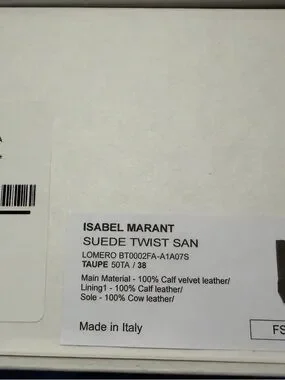 ISABEL MARANT
SUEDE TWIST SAN
LOMERO BT0002FA-A1A07S
TAUPE 50TA / 38
Main Material - 100% Calf velvet leather/
Lining1 - 100% Calf leather/
Sole - 100% Cow leather/
Made in Italy
FS